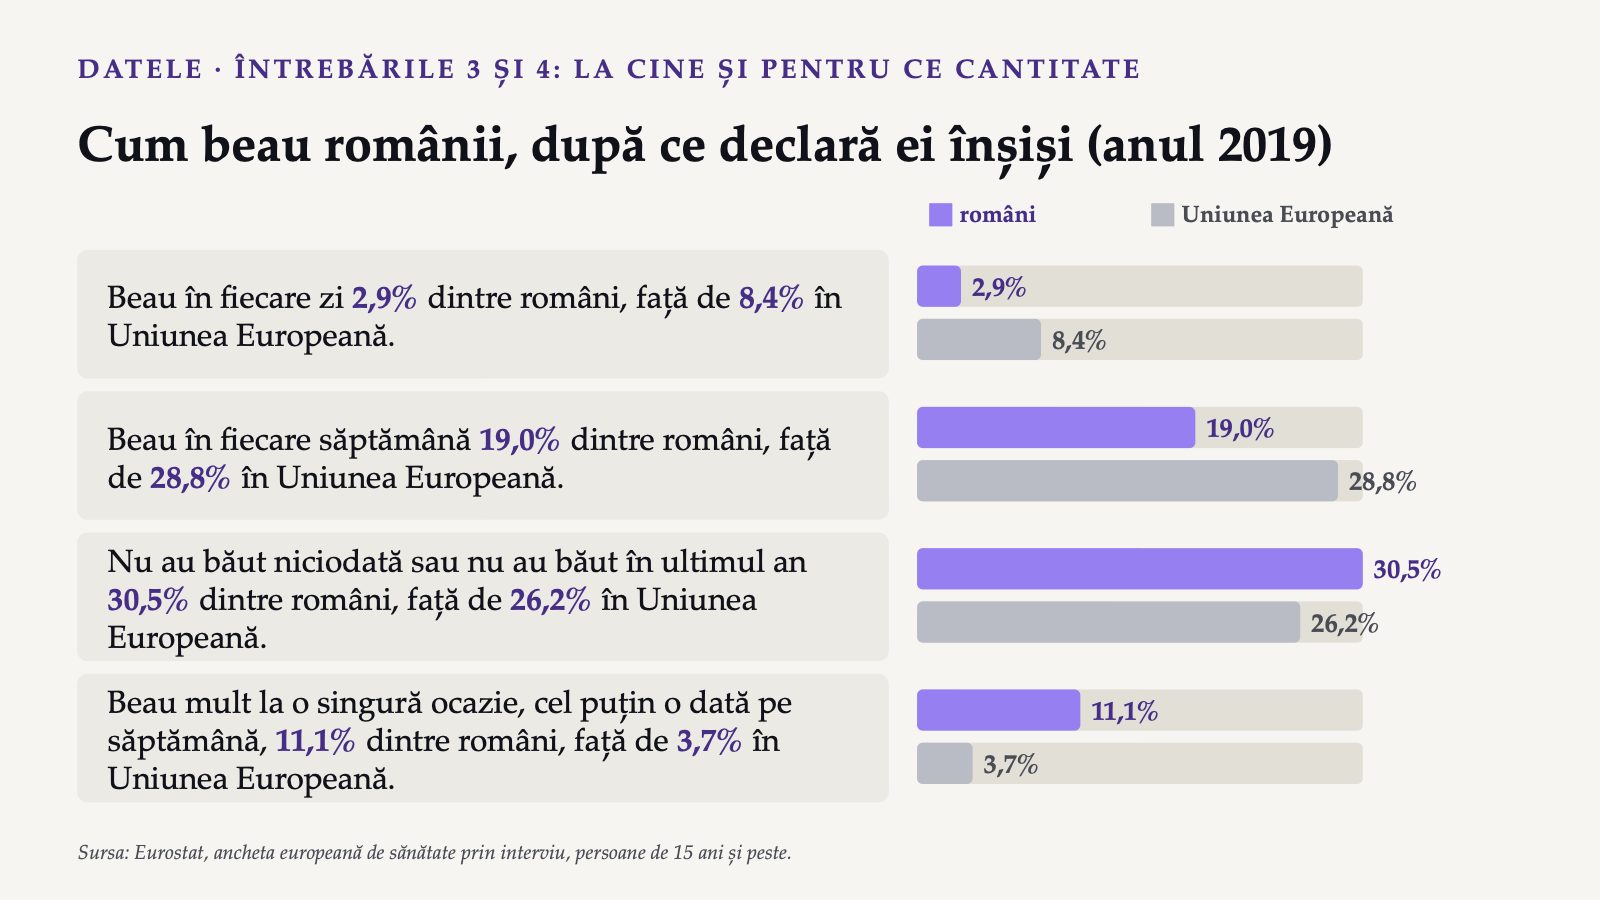 DATELE · ÎNTREBĂRILE 3 ȘI 4: LA CINE ȘI PENTRU CE CANTITATE
Cum beau românii, după ce declară ei înșiși (anul 2019)
români
Uniunea Europeană
Beau în fiecare zi 2,9% dintre români, față de 8,4% în
Uniunea Europeană.
2,9%
8,4%
Beau în fiecare săptămână 19,0% dintre români, față
de 28,8% în Uniunea Europeană.
19,0%
28,8%
Nu au băut niciodată sau nu au băut în ultimul an
30,5% dintre români, față de 26,2% în Uniunea
Europeană.
30,5%
26,2%
Beau mult la o singură ocazie, cel puțin o dată pe
săptămână, 11,1% dintre români, față de 3,7% în
Uniunea Europeană.
11,1%
3,7%
Sursa: Eurostat, ancheta europeană de sănătate prin interviu, persoane de 15 ani și peste.